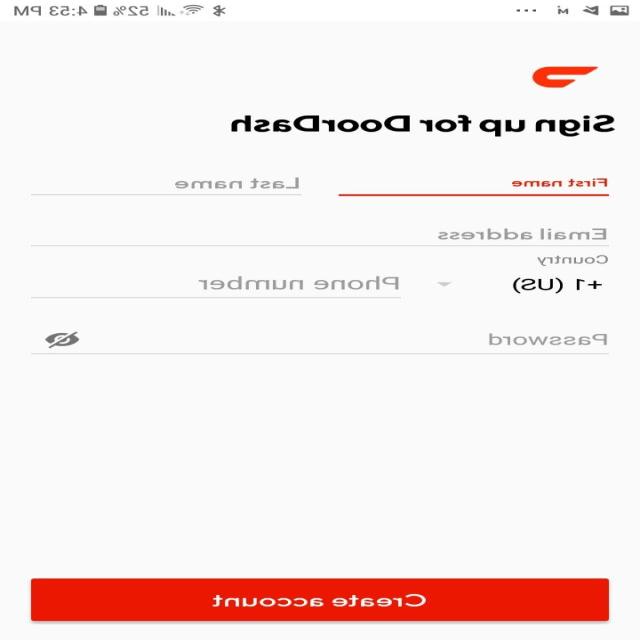 52% 4:53 PM
Sign up for DoorDash
First name Last name
Email address
Country
+1 (US) Phone number
Password
Create account